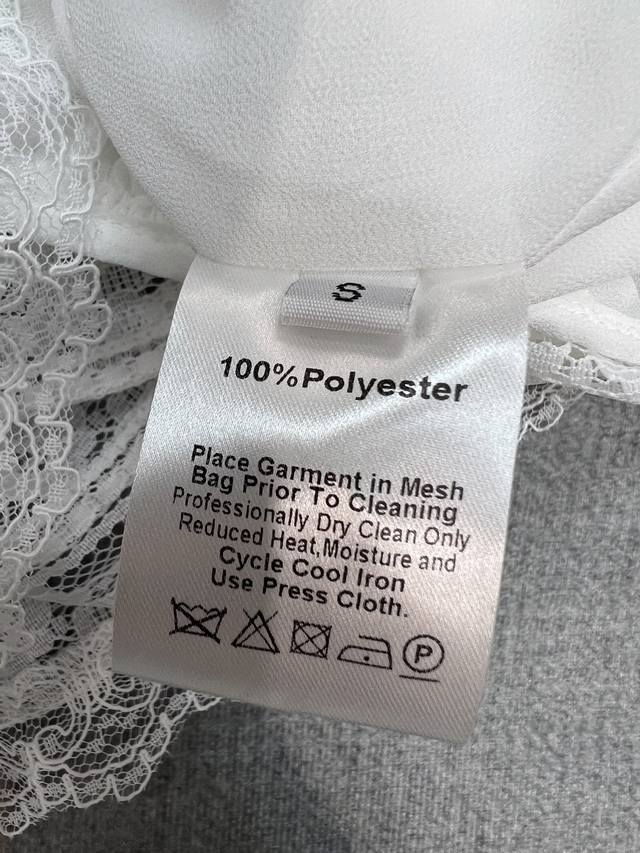 S
100%Polyester
Place Garment in Mesh
Bag Prior To Cleaning
Professionally Dry Clean Only
Reduced Heat,Moisture and
Cycle Cool Iron
Use Press Cloth.
P